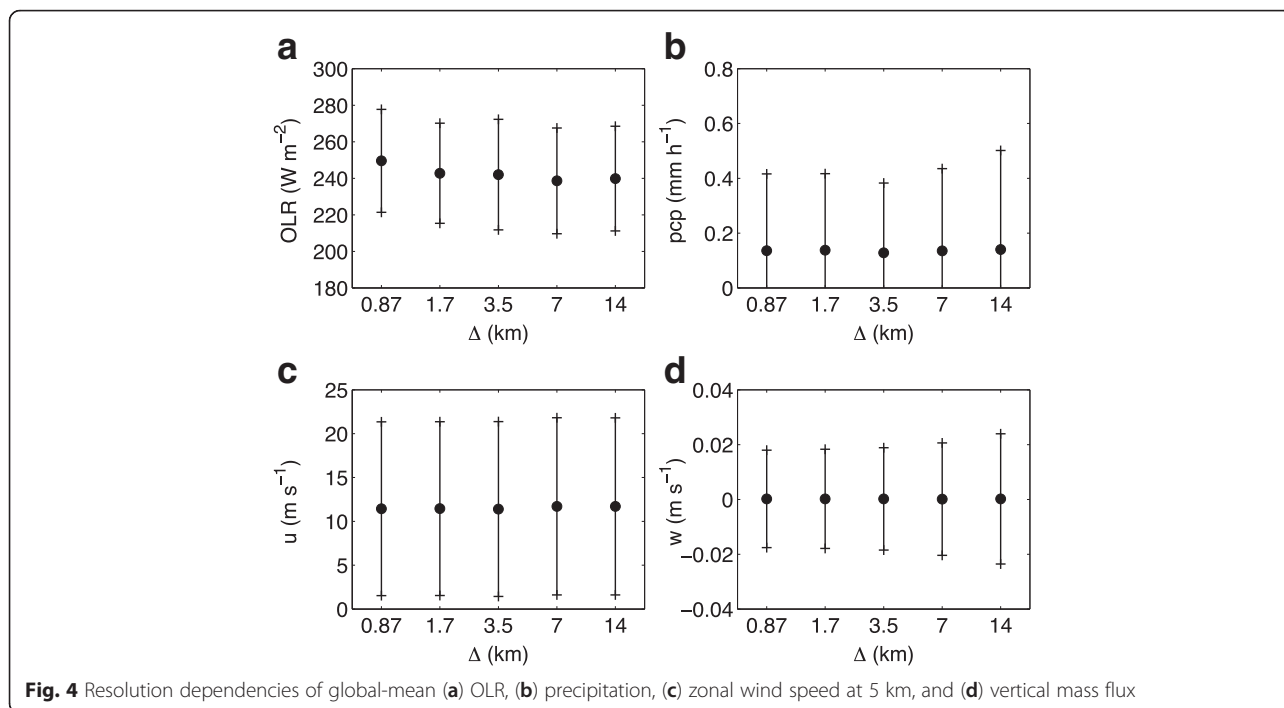 a
300
280
260
240
220
200
180
OLR (W m⁻²)
0.87 1.7 3.5 7 14
Δ (km)
b
0.8
0.6
0.4
0.2
0
pcp (mm h⁻¹)
0.87 1.7 3.5 7 14
Δ (km)
c
25
20
15
10
5
0
u (m s⁻¹)
0.87 1.7 3.5 7 14
Δ (km)
d
0.04
0.02
0
−0.02
−0.04
w (m s⁻¹)
0.87 1.7 3.5 7 14
Δ (km)
Fig. 4 Resolution dependencies of global-mean (a) OLR, (b) precipitation, (c) zonal wind speed at 5 km, and (d) vertical mass flux